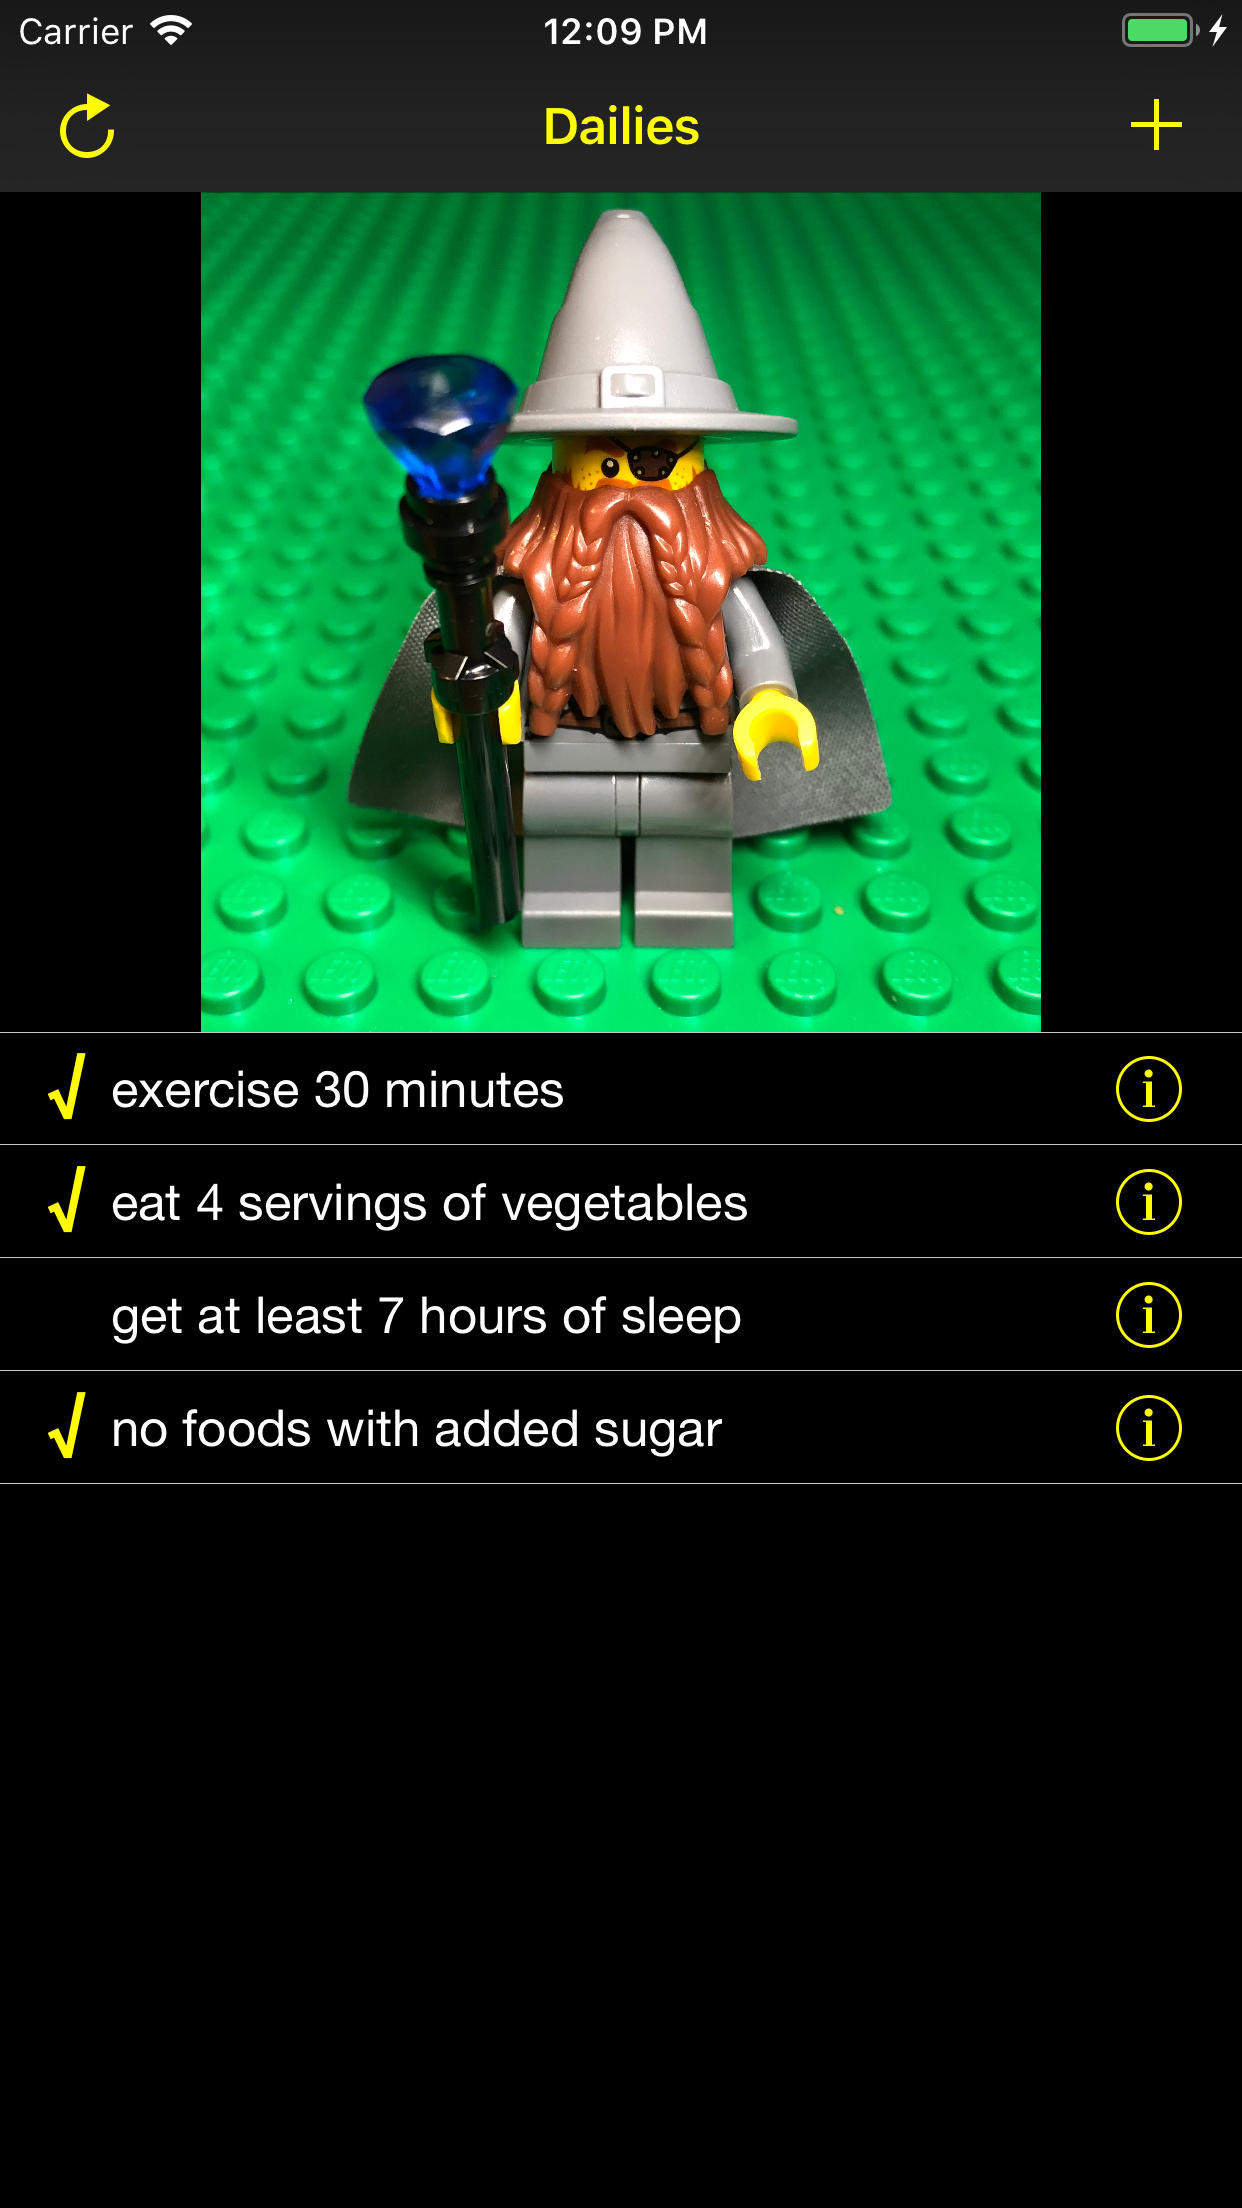 Carrier 12:09 PM
Dailies
exercise 30 minutes
eat 4 servings of vegetables
get at least 7 hours of sleep
no foods with added sugar